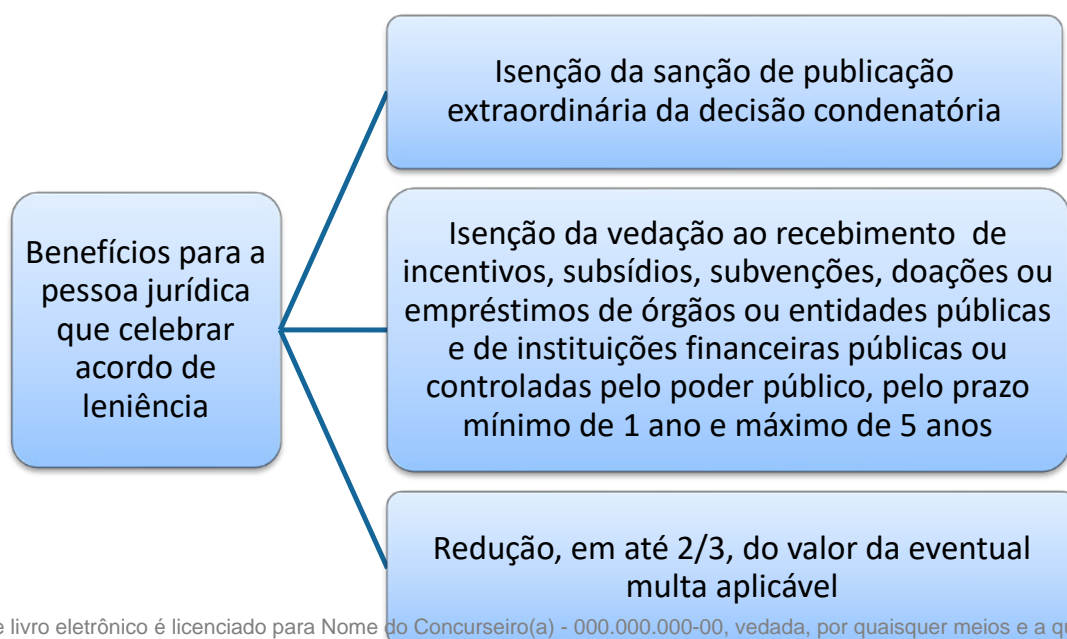 Benefícios para a
pessoa jurídica
que celebrar
acordo de
leniência
Isenção da sanção de publicação
extraordinária da decisão condenatória
Isenção da vedação ao recebimento de
incentivos, subsídios, subvenções, doações ou
empréstimos de órgãos ou entidades públicas
e de instituições financeiras públicas ou
controladas pelo poder público, pelo prazo
mínimo de 1 ano e máximo de 5 anos
Redução, em até 2/3, do valor da eventual
multa aplicável
e livro eletrônico é licenciado para Nome do Concurseiro(a) - 000.000.000-00, vedada, por quaisquer meios e a qu